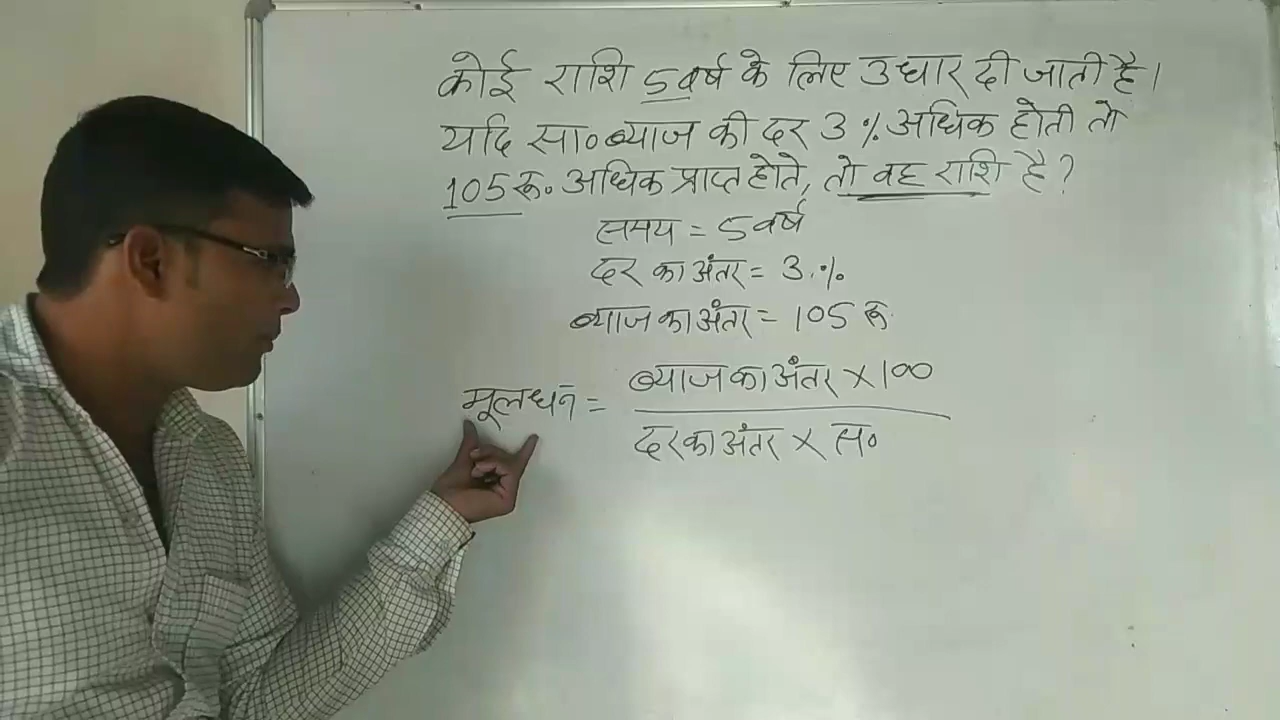 कोई राशि 5 वर्ष के लिए उधार दी जाती है।
यदि सा० ब्याज की दर 3 % अधिक होती तो
105 रू. अधिक प्राप्त होते, तो वह राशि है ?
समय = 5 वर्ष
दर का अंतर = 3 %
ब्याज का अंतर = 105 रू
मूलधन = ब्याज का अंतर × 100
दर का अंतर × स०